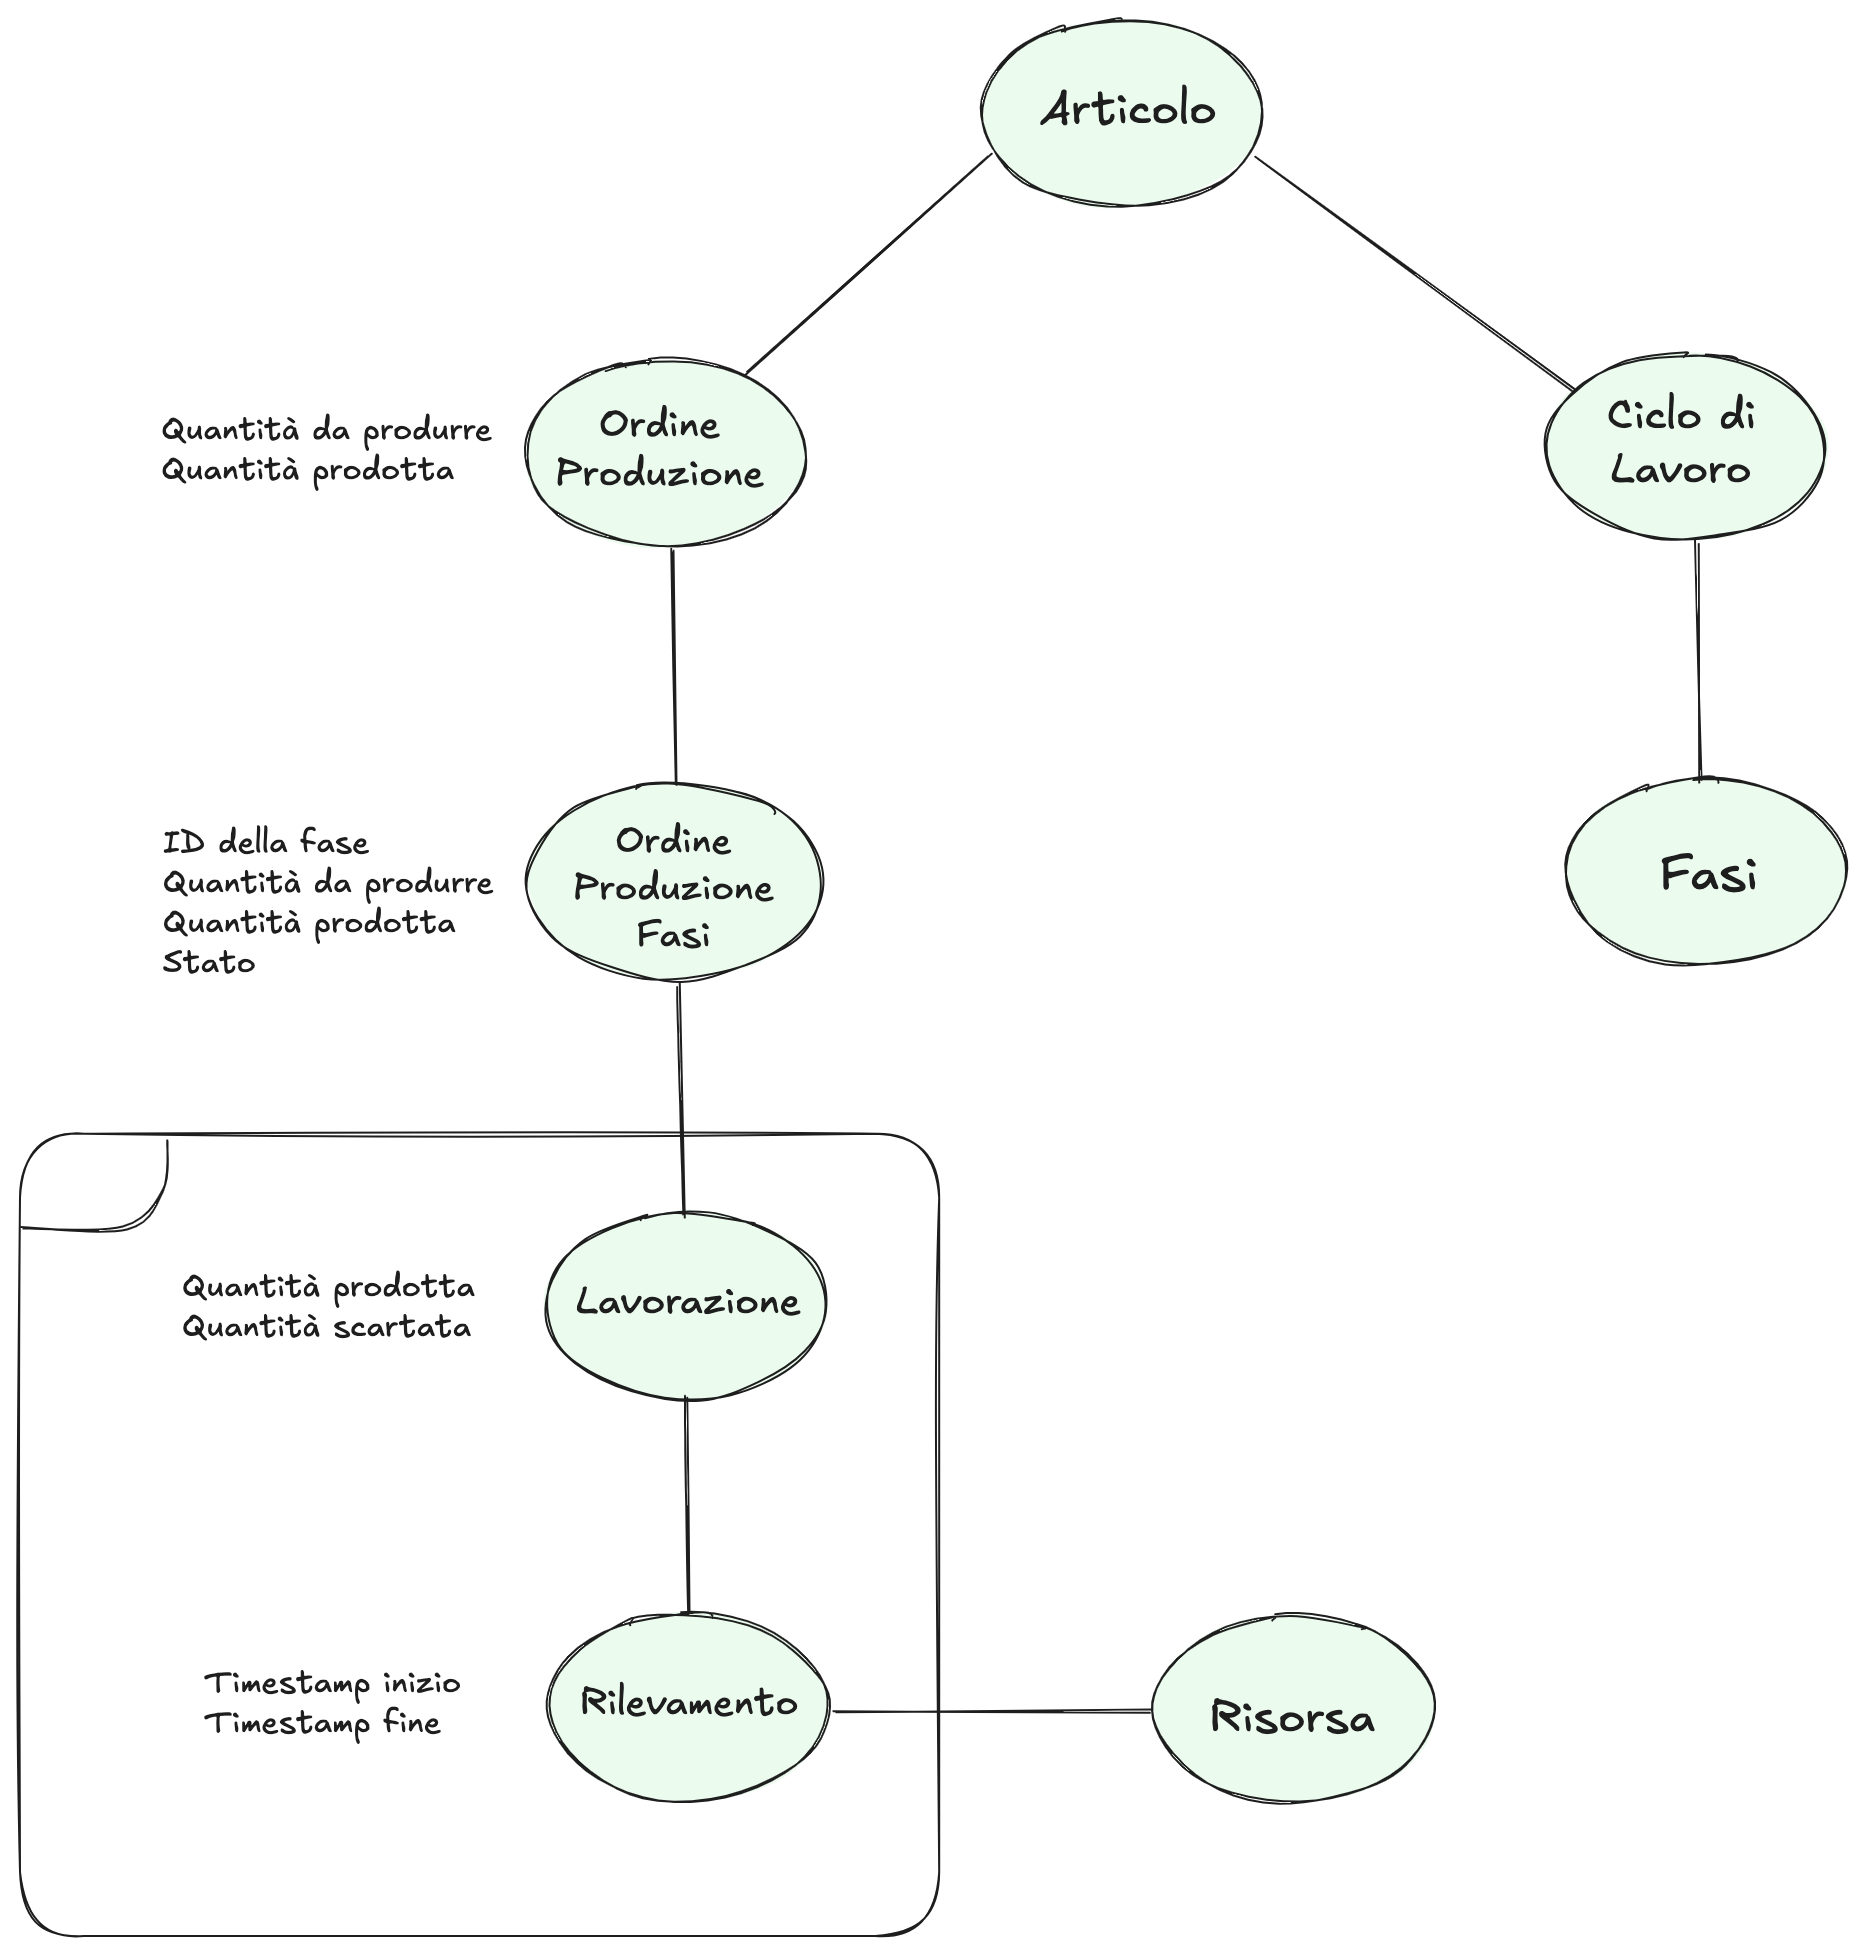 Articolo
Quantità da produrre
Quantità prodotta
Ordine
Produzione
Ciclo di
Lavoro
ID della fase
Quantità da produrre
Quantità prodotta
Stato
Ordine
Produzione
Fasi
Fasi
Quantità prodotta
Quantità scartata
Lavorazione
Timestamp inizio
Timestamp fine
Rilevamento
Risorsa